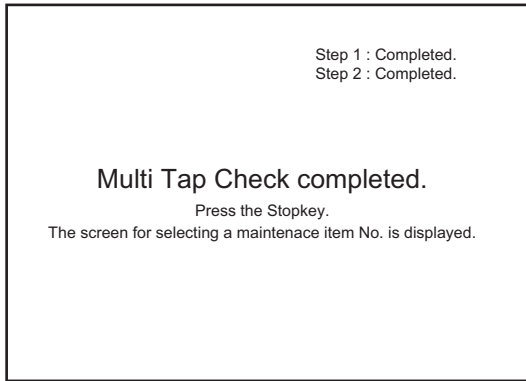 Step 1 : Completed.
Step 2 : Completed.
Multi Tap Check completed.
Press the Stopkey.
The screen for selecting a maintenace item No. is displayed.